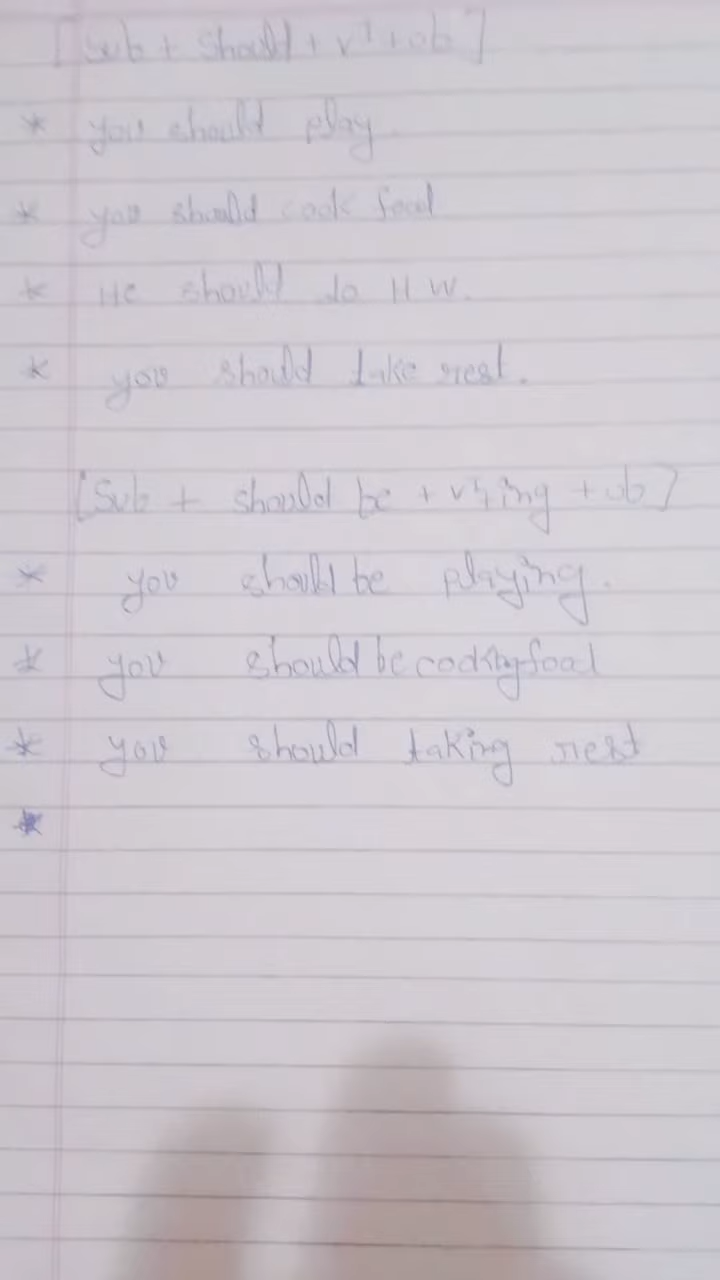 [Sub + should + v¹ + ob]
* you should play.
* you should cook food
* He should do H W.
* you should take rest.
[Sub + should be + v¹+ing + ob]
* you should be playing.
* you should be cooking food
* you should taking rest
*